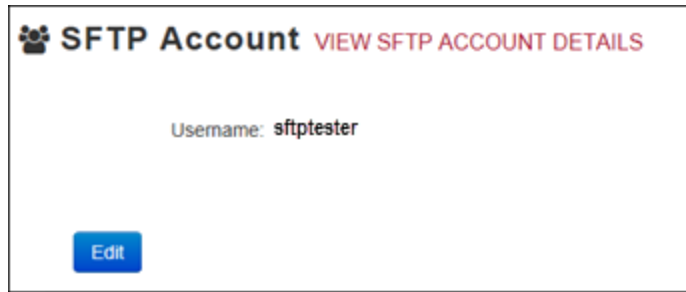 SFTP Account VIEW SFTP ACCOUNT DETAILS
Username: sftptester
Edit